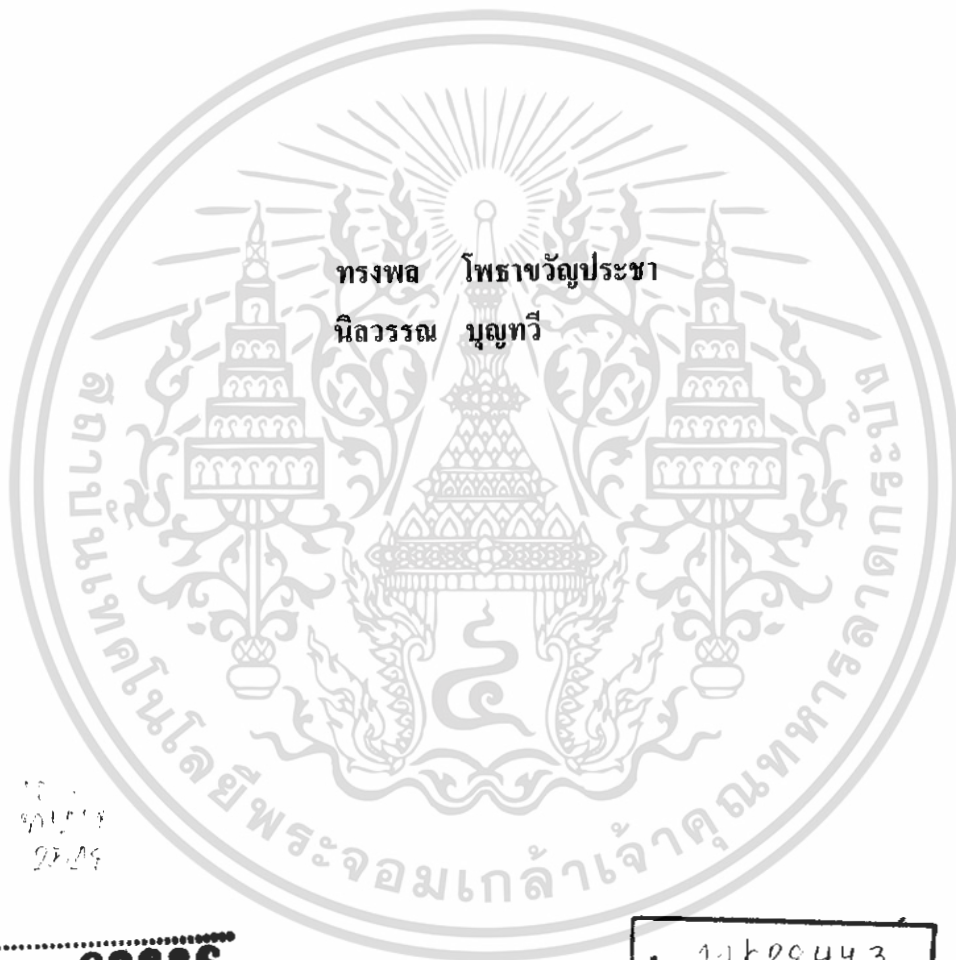 ทรงพล โพธาขวัญประชา
นิลวรรณ บุญทวี
สถาบันเทคโนโลยีพระจอมเกล้าเจ้าคุณทหารลาดกระบัง